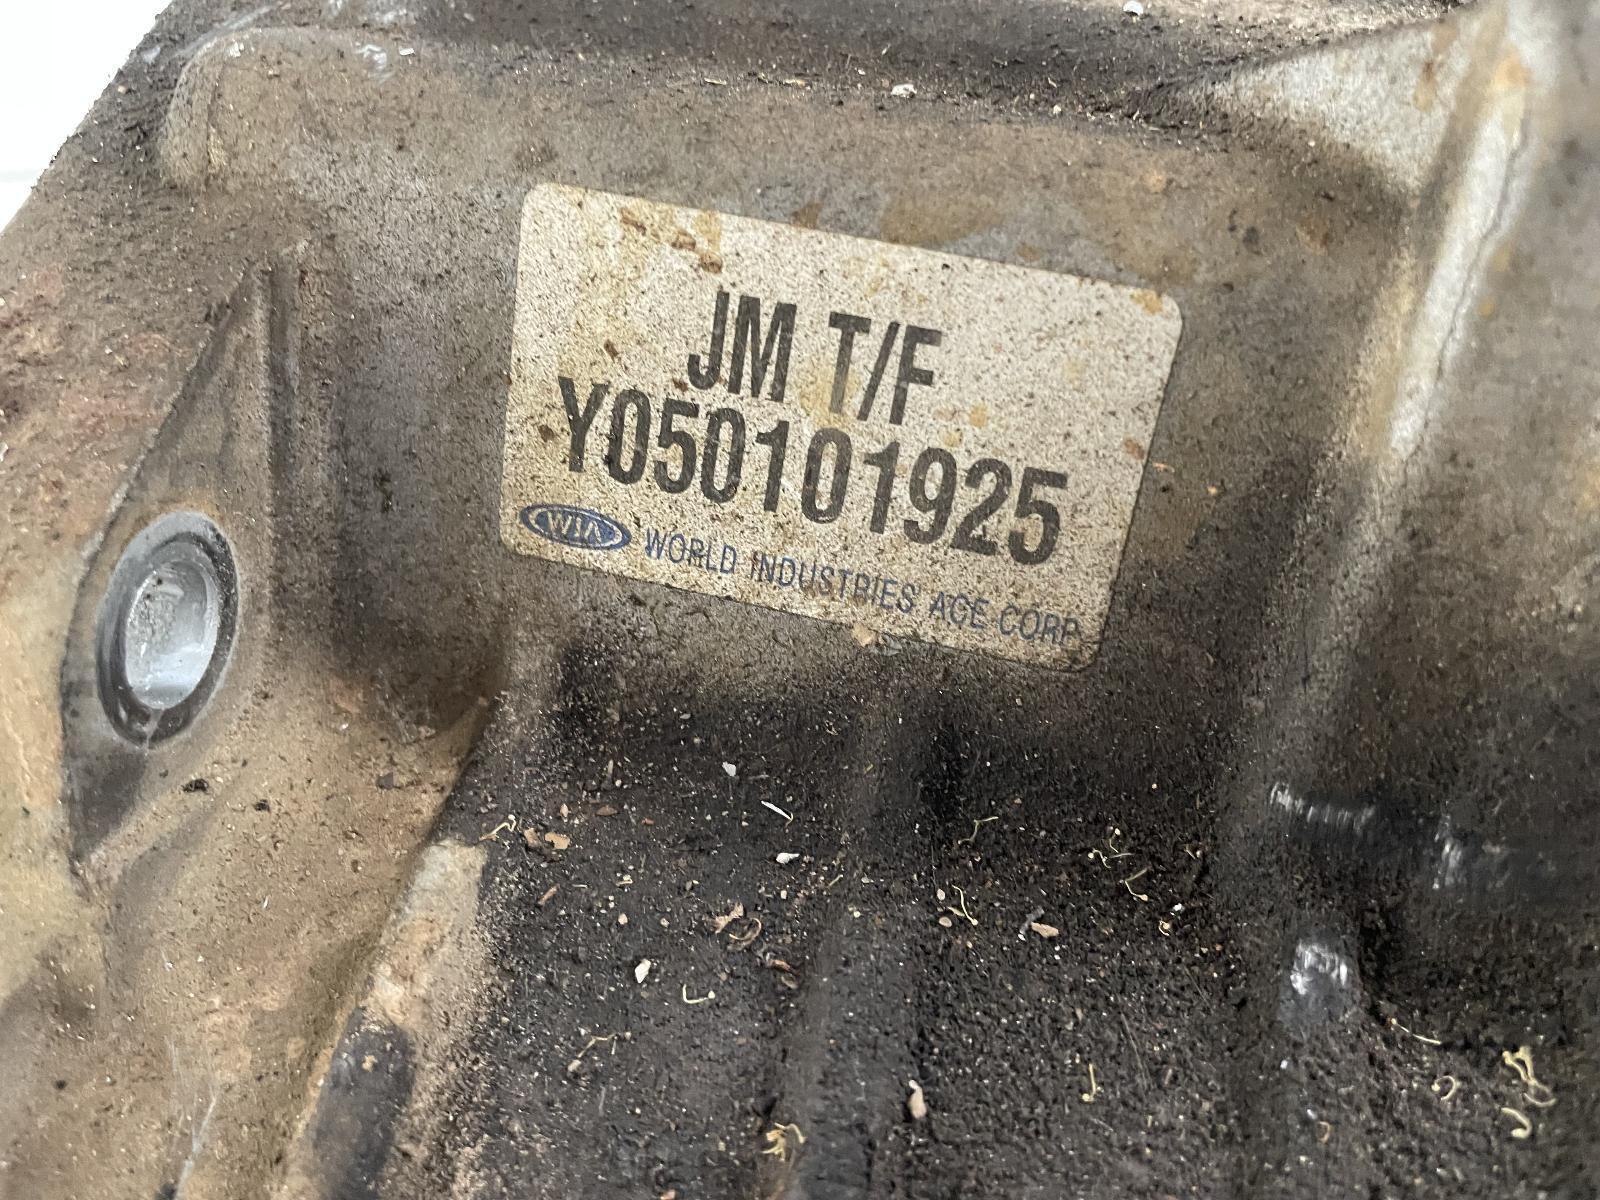 JM T/F
Y050101925
WIA WORLD INDUSTRIES ACE CORP